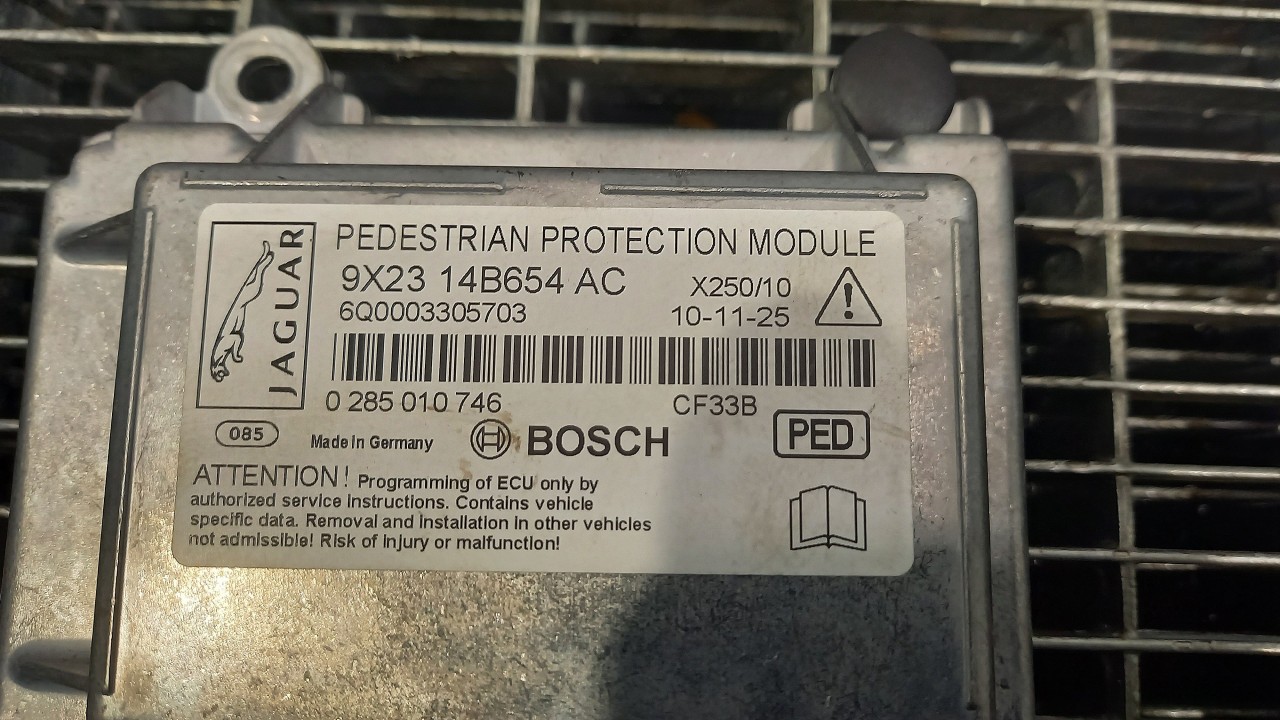 JAGUAR
PEDESTRIAN PROTECTION MODULE
9X23 14B654 AC
X250/10
6Q0003305703
10-11-25
0 285 010 746
CF33B
085
Made in Germany
BOSCH
PED
ATTENTION! Programming of ECU only by
authorized service instructions. Contains vehicle
specific data. Removal and installation in other vehicles
not admissible! Risk of injury or malfunction!